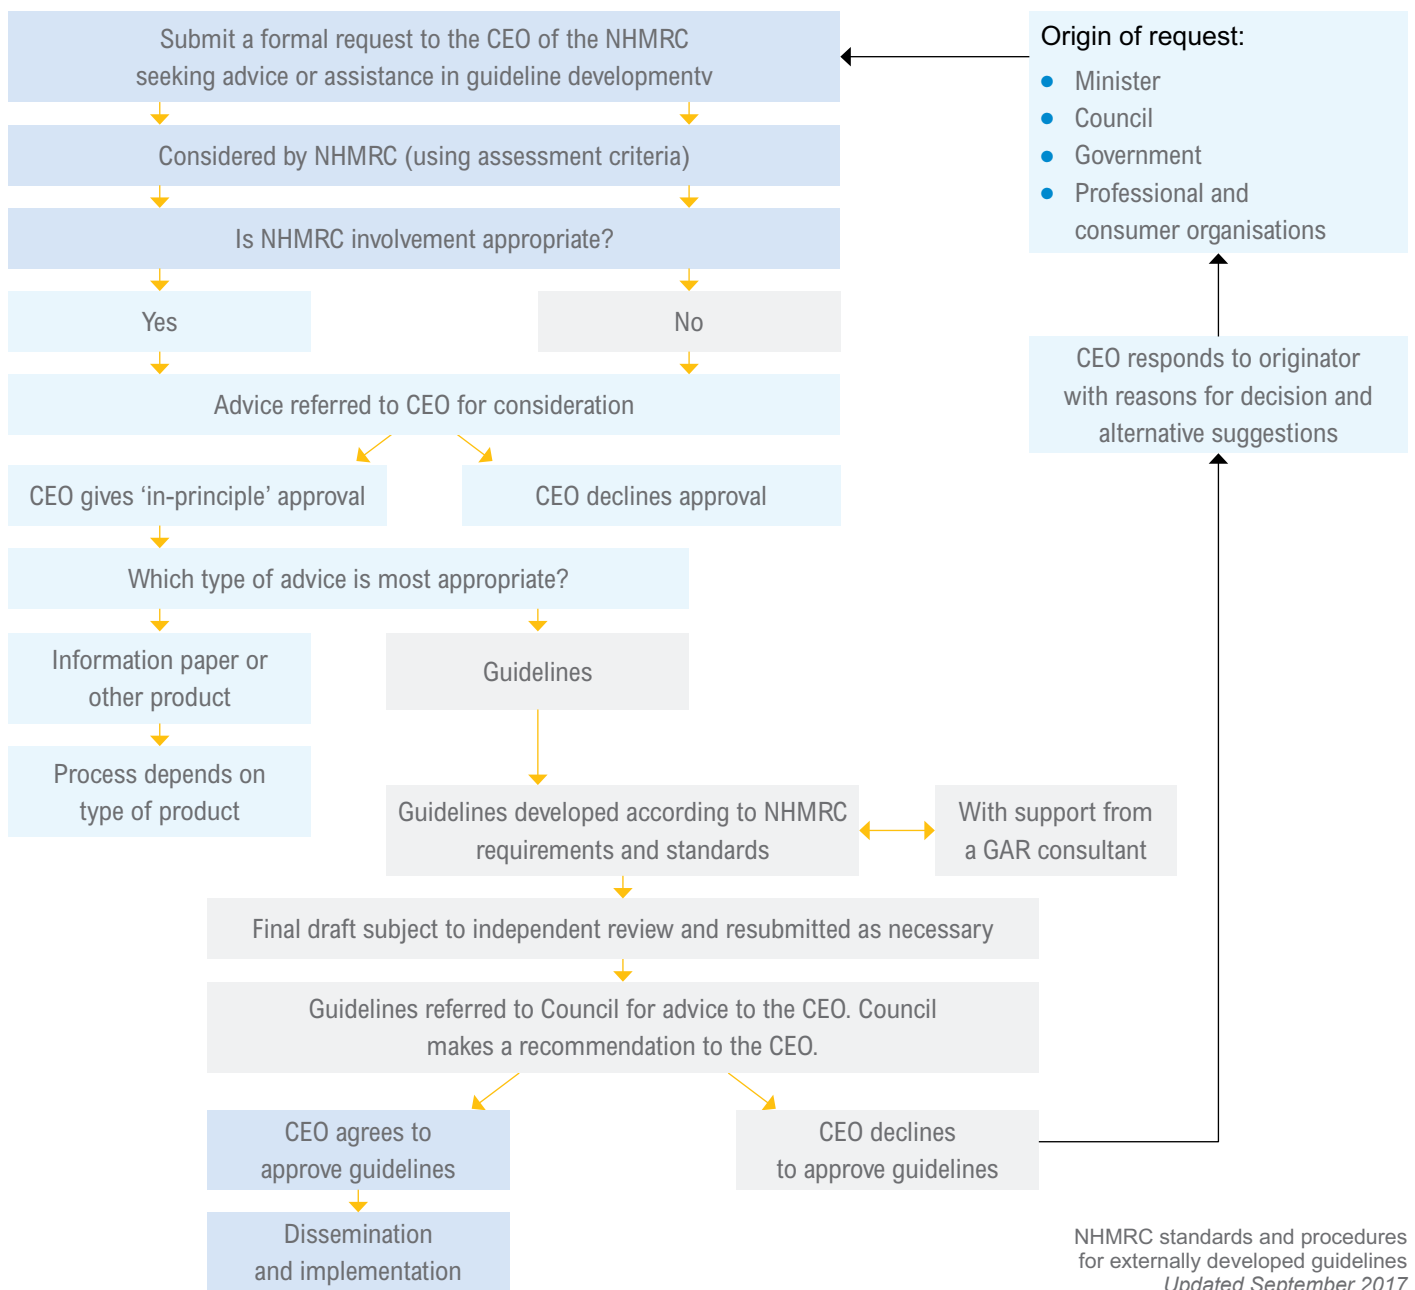 Submit a formal request to the CEO of the NHMRC
seeking advice or assistance in guideline developmentv
Origin of request:
Minister
Council
Government
Professional and
consumer organisations
Considered by NHMRC (using assessment criteria)
Is NHMRC involvement appropriate?
Yes
No
CEO responds to originator
with reasons for decision and
alternative suggestions
Advice referred to CEO for consideration
CEO gives ‘in-principle’ approval
CEO declines approval
Which type of advice is most appropriate?
Information paper or
other product
Guidelines
Process depends on
type of product
Guidelines developed according to NHMRC
requirements and standards
With support from
a GAR consultant
Final draft subject to independent review and resubmitted as necessary
Guidelines referred to Council for advice to the CEO. Council
makes a recommendation to the CEO.
CEO agrees to
approve guidelines
CEO declines
to approve guidelines
Dissemination
and implementation
NHMRC standards and procedures
for externally developed guidelines
Updated September 2017